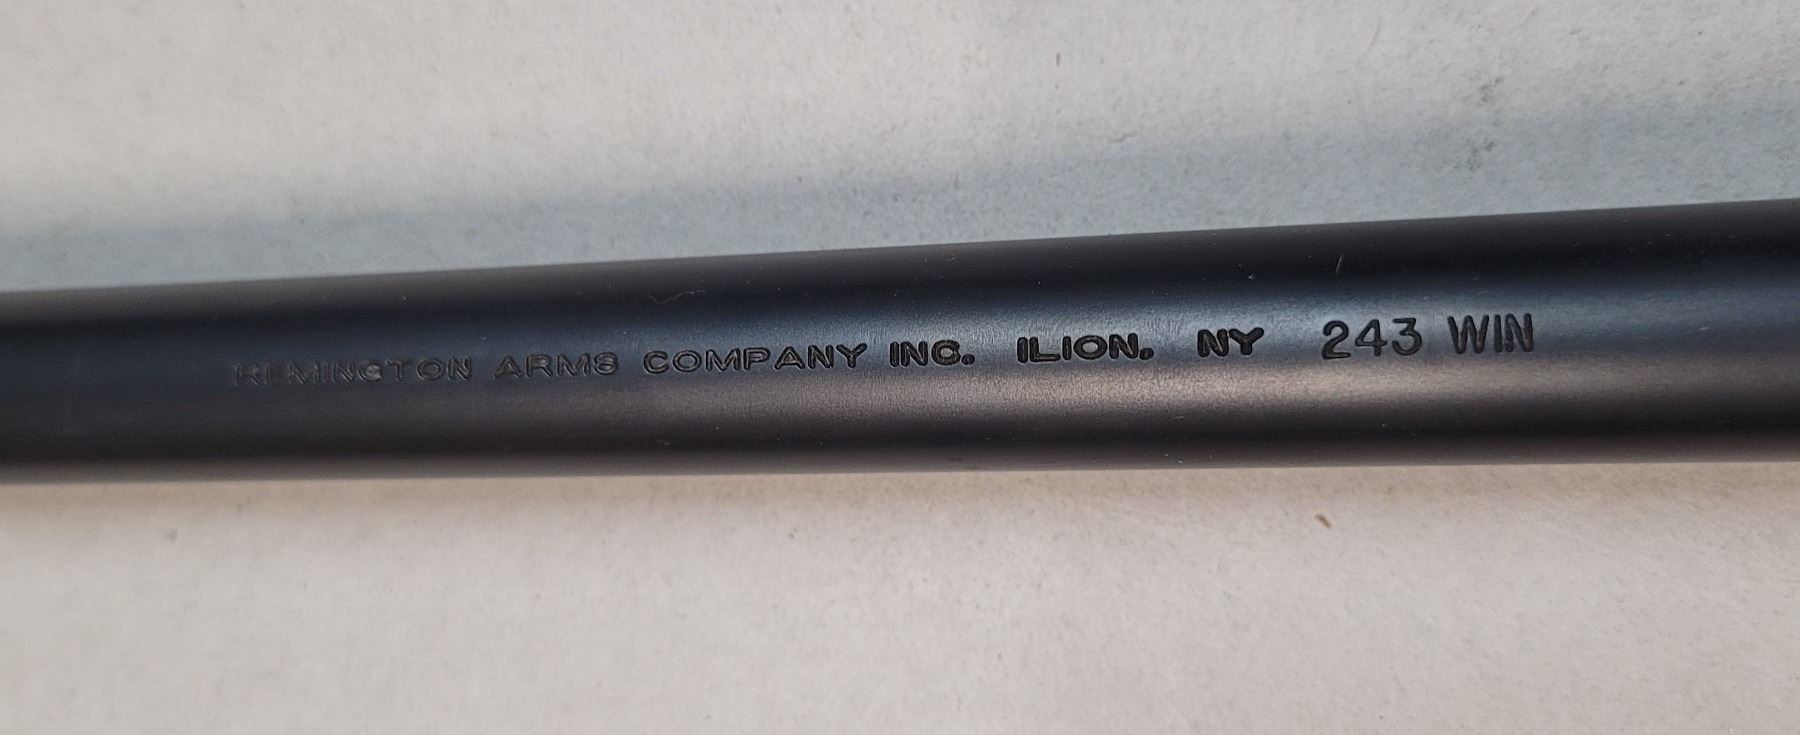 REMINGTON ARMS COMPANY INC. ILION, NY 243 WIN